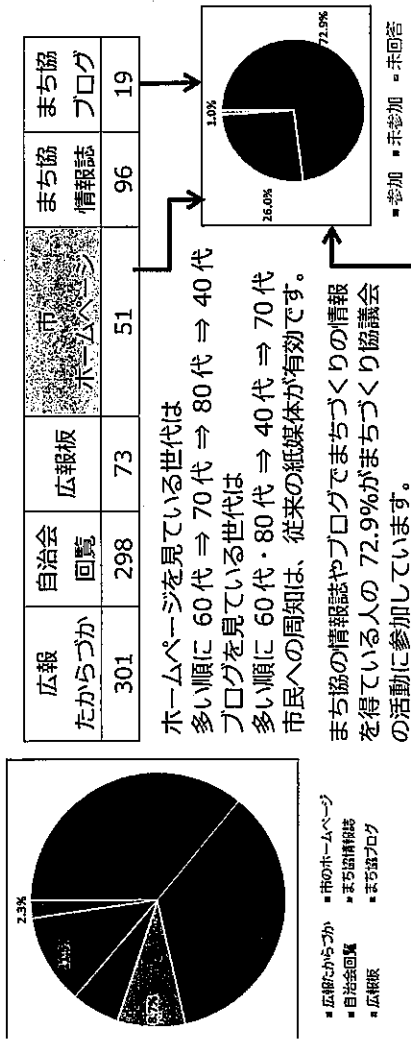 2.3%
8.7%
■広報たからづか ■市のホームページ
■自治会回覧 ■まち協情報誌
■広報板 ■まち協ブログ
広報たからづか 自治会回覧 広報板 市ホームページ まち協情報誌 まち協ブログ
301 298 73 51 96 19
ホームページを見ている世代は
多い順に 60代 ⇒ 70代 ⇒ 80代 ⇒ 40代
ブログを見ている世代は
多い順に 60代・80代 ⇒ 40代 ⇒ 70代
市民への周知は、従来の紙媒体が有効です。
まち協の情報誌やブログでまちづくりの情報
を得ている人の 72.9%がまちづくり協議会
の活動に参加しています。
1.0%
26.0%
72.9%
■参加 ■未参加 ■未回答